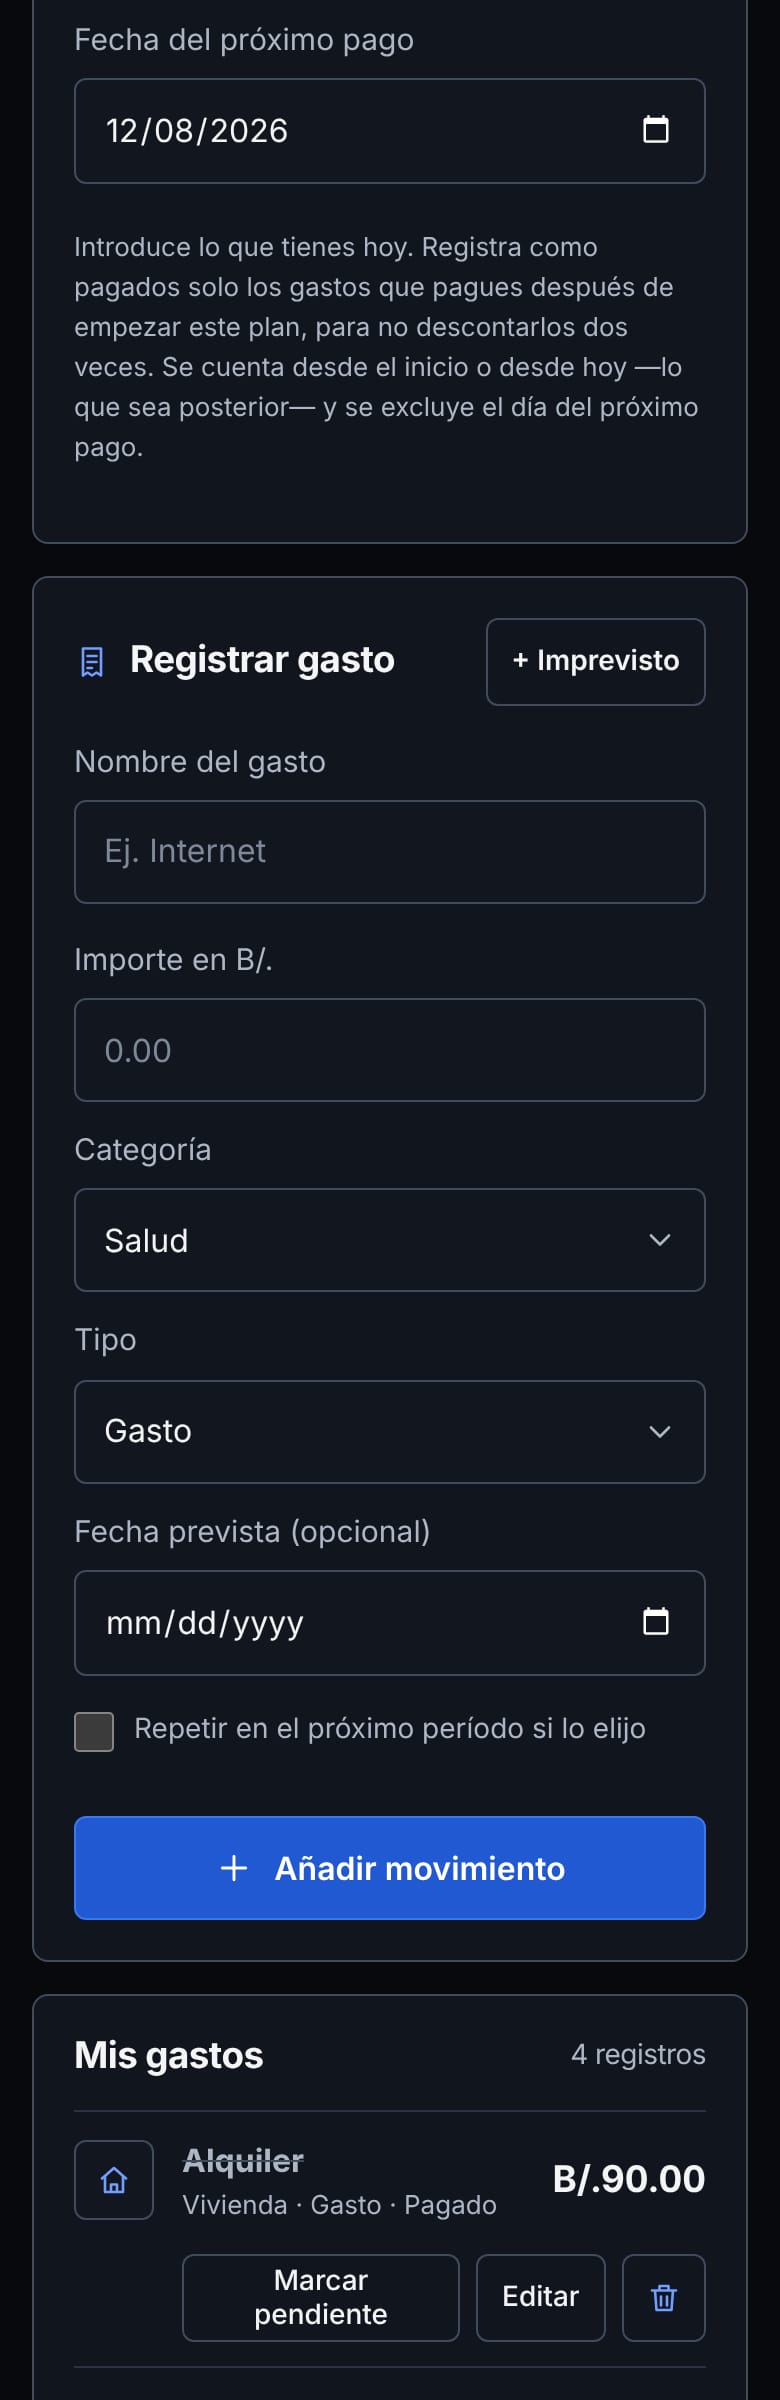 Fecha del próximo pago
12/08/2026
Introduce lo que tienes hoy. Registra como
pagados solo los gastos que pagues después de
empezar este plan, para no descontarlos dos
veces. Se cuenta desde el inicio o desde hoy —lo
que sea posterior— y se excluye el día del próximo
pago.
Registrar gasto
+ Imprevisto
Nombre del gasto
Ej. Internet
Importe en B/.
0.00
Categoría
Salud
Tipo
Gasto
Fecha prevista (opcional)
mm/dd/yyyy
Repetir en el próximo período si lo elijo
+ Añadir movimiento
Mis gastos
4 registros
Alquiler
B/.90.00
Vivienda · Gasto · Pagado
Marcar
pendiente
Editar